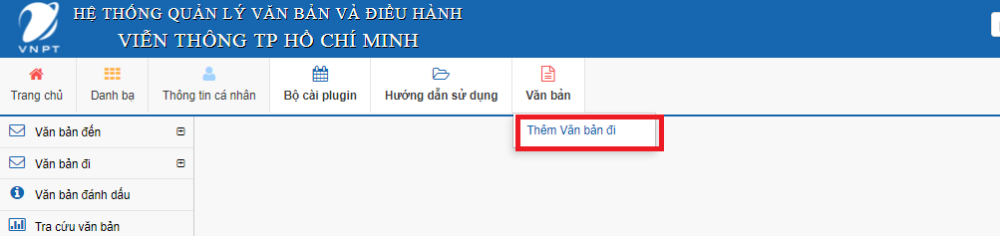 HỆ THỐNG QUẢN LÝ VĂN BẢN VÀ ĐIỀU HÀNH
VIỄN THÔNG TP HỒ CHÍ MINH
VNPT
Trang chủ
Danh bạ
Thông tin cá nhân
Bộ cài plugin
Hướng dẫn sử dụng
Văn bản
Thêm Văn bản đi
Văn bản đến
Văn bản đi
Văn bản đánh dấu
Tra cứu văn bản